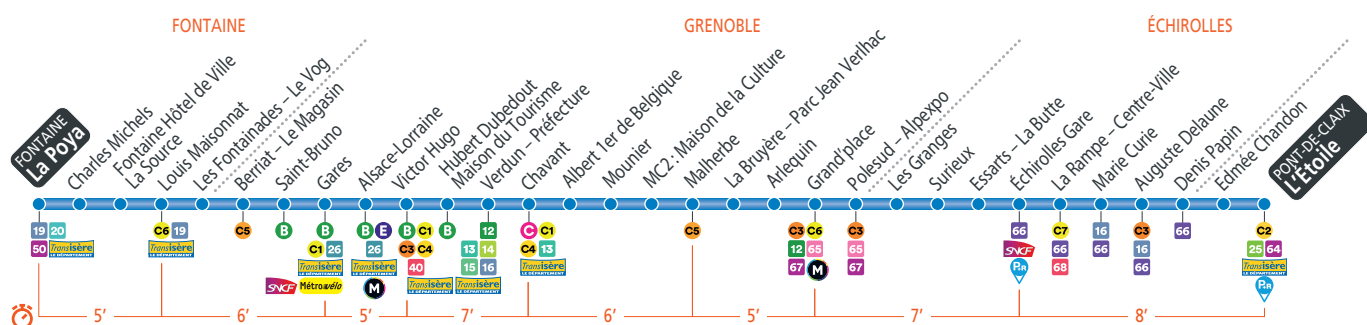 FONTAINE
GRENOBLE
ÉCHIROLLES
FONTAINE
La Poya
Charles Michels
Fontaine Hôtel de Ville
La Source
Louis Maisonnat
Les Fontainades – Le Vog
Berriat – Le Magasin
Saint-Bruno
Gares
Alsace-Lorraine
Victor Hugo
Hubert Dubedout
Maison du Tourisme
Verdun – Préfecture
Chavant
Albert 1er de Belgique
Mounier
MC2 : Maison de la Culture
Malherbe
La Bruyère – Parc Jean Verlhac
Arlequin
Grand'place
Polesud – Alpexpo
Les Granges
Surieux
Essarts – La Butte
Échirolles Gare
La Rampe – Centre-Ville
Marie Curie
Auguste Delaune
Denis Papin
Edmée Chandon
PONT-DE-CLAIX
L'Étoile
19 20
50 Transisère
LE DÉPARTEMENT
C6 19
Transisère
LE DÉPARTEMENT
C5
B
B
C1 26
Transisère
LE DÉPARTEMENT
SNCF Métrovélo
B E
26
Transisère
LE DÉPARTEMENT
M
B C1
C3 C4
40
Transisère
LE DÉPARTEMENT
B
12
13 14
15 16
Transisère
LE DÉPARTEMENT
C C1
C4 13
Transisère
LE DÉPARTEMENT
C5
C3 C6
12 65
67 M
C3
65
67
66
SNCF
P+R
C7
66
68
16
66
C3
16
66
66
C2
25 64
Transisère
LE DÉPARTEMENT
P+R
5’ 6’ 5’ 7’ 6’ 5’ 7’ 8’